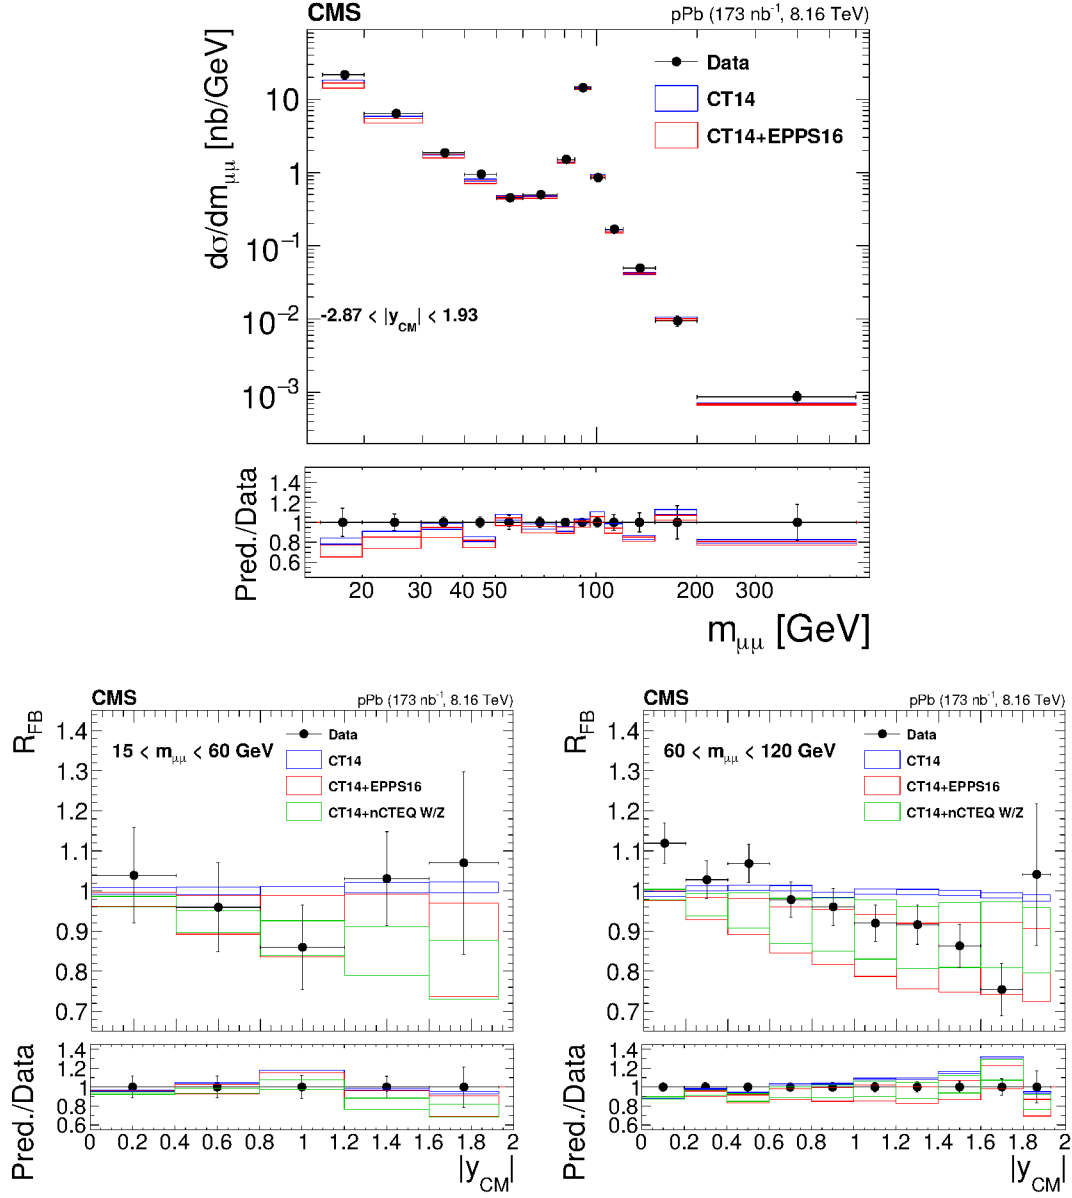 CMS
pPb (173 nb⁻¹, 8.16 TeV)
dσ/dm_μμ [nb/GeV]
10
1
10⁻¹
10⁻²
10⁻³
Data
CT14
CT14+EPPS16
-2.87 < |y_CM| < 1.93
Pred./Data
1.4
1.2
1
0.8
0.6
20 30 40 50 100 200 300
m_μμ [GeV]
CMS
pPb (173 nb⁻¹, 8.16 TeV)
R_FB
1.4
1.3
1.2
1.1
1
0.9
0.8
0.7
15 < m_μμ < 60 GeV
Data
CT14
CT14+EPPS16
CT14+nCTEQ W/Z
Pred./Data
1.4
1.2
1
0.8
0.6
0 0.2 0.4 0.6 0.8 1 1.2 1.4 1.6 1.8 2
|y_CM|
CMS
pPb (173 nb⁻¹, 8.16 TeV)
R_FB
1.4
1.3
1.2
1.1
1
0.9
0.8
0.7
60 < m_μμ < 120 GeV
Data
CT14
CT14+EPPS16
CT14+nCTEQ W/Z
Pred./Data
1.4
1.2
1
0.8
0.6
0 0.2 0.4 0.6 0.8 1 1.2 1.4 1.6 1.8 2
|y_CM|